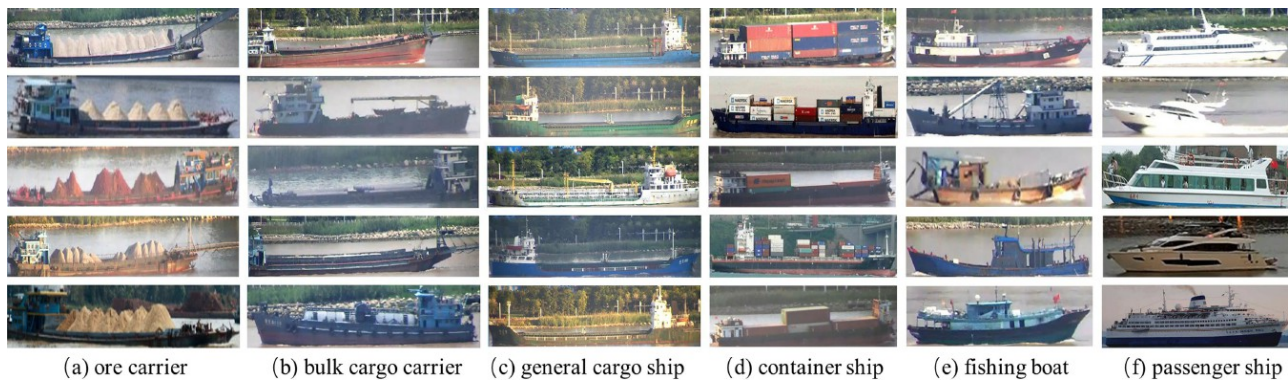 (a) ore carrier
(b) bulk cargo carrier
(c) general cargo ship
(d) container ship
(e) fishing boat
(f) passenger ship